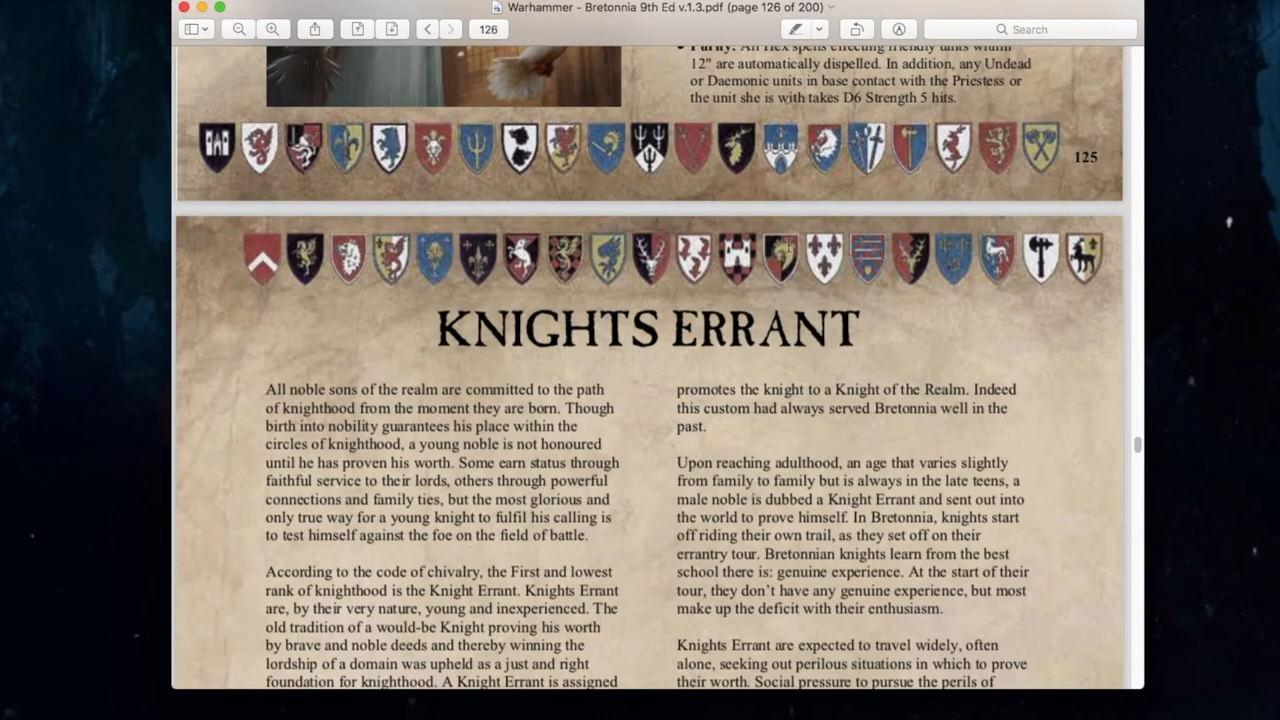 Warhammer - Bretonnia 9th Ed v.1.3.pdf (page 126 of 200)
126
Search
• Purity: All Hex spells effecting friendly units within
12" are automatically dispelled. In addition, any Undead
or Daemonic units in base contact with the Priestess or
the unit she is with takes D6 Strength 5 hits.
125
KNIGHTS ERRANT
All noble sons of the realm are committed to the path
of knighthood from the moment they are born. Though
birth into nobility guarantees his place within the
circles of knighthood, a young noble is not honoured
until he has proven his worth. Some earn status through
faithful service to their lords, others through powerful
connections and family ties, but the most glorious and
only true way for a young knight to fulfil his calling is
to test himself against the foe on the field of battle.
According to the code of chivalry, the First and lowest
rank of knighthood is the Knight Errant. Knights Errant
are, by their very nature, young and inexperienced. The
old tradition of a would-be Knight proving his worth
by brave and noble deeds and thereby winning the
lordship of a domain was upheld as a just and right
foundation for knighthood. A Knight Errant is assigned
promotes the knight to a Knight of the Realm. Indeed
this custom had always served Bretonnia well in the
past.
Upon reaching adulthood, an age that varies slightly
from family to family but is always in the late teens, a
male noble is dubbed a Knight Errant and sent out into
the world to prove himself. In Bretonnia, knights start
off riding their own trail, as they set off on their
errantry tour. Bretonnian knights learn from the best
school there is: genuine experience. At the start of their
tour, they don't have any genuine experience, but most
make up the deficit with their enthusiasm.
Knights Errant are expected to travel widely, often
alone, seeking out perilous situations in which to prove
their worth. Social pressure to pursue the perils of